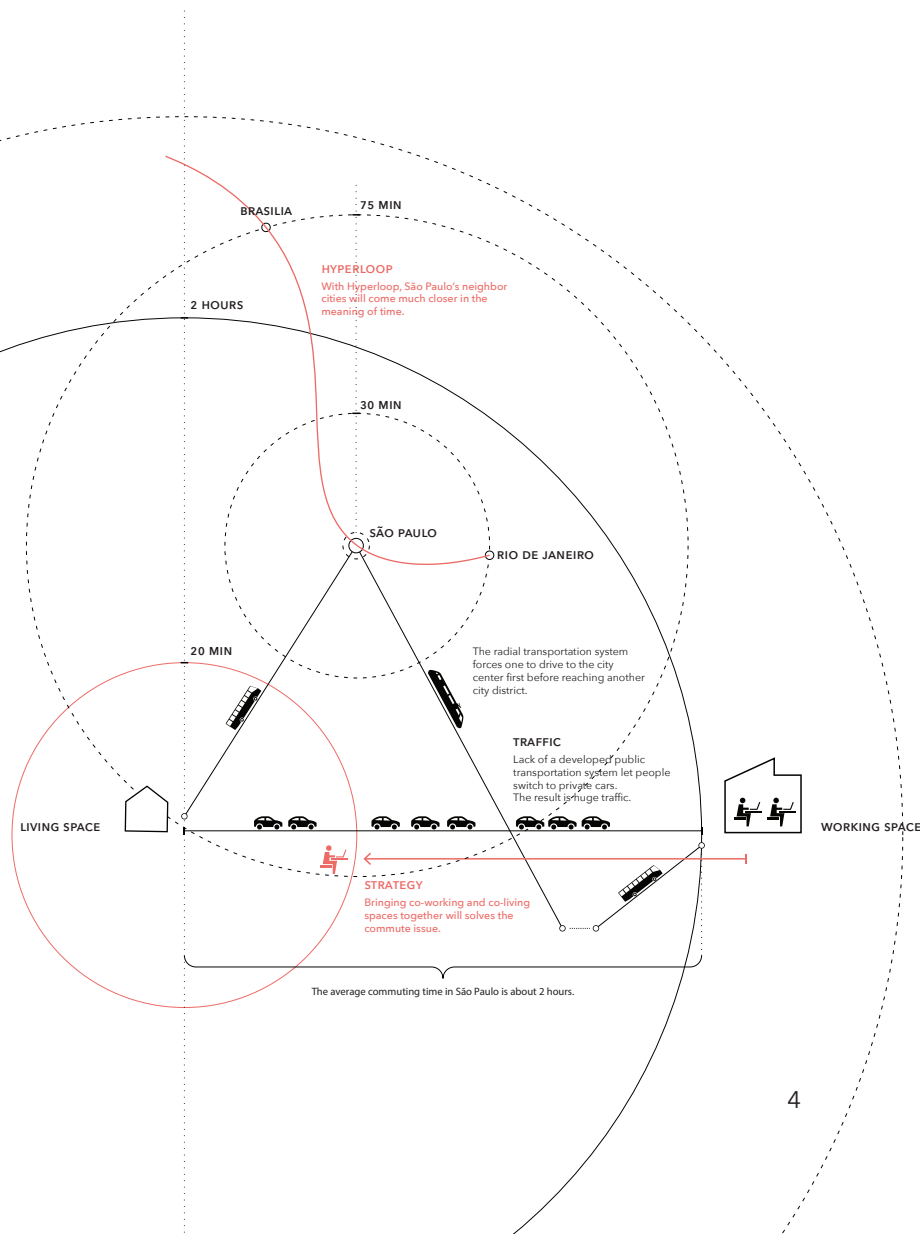 BRASILIA
75 MIN
HYPERLOOP
With Hyperloop, São Paulo's neighbor
cities will come much closer in the
meaning of time.
2 HOURS
30 MIN
SÃO PAULO
RIO DE JANEIRO
20 MIN
The radial transportation system
forces one to drive to the city
center first before reaching another
city district.
TRAFFIC
Lack of a developed public
transportation system let people
switch to private cars.
The result is huge traffic.
LIVING SPACE
WORKING SPACE
STRATEGY
Bringing co-working and co-living
spaces together will solves the
commute issue.
The average commuting time in São Paulo is about 2 hours.
4